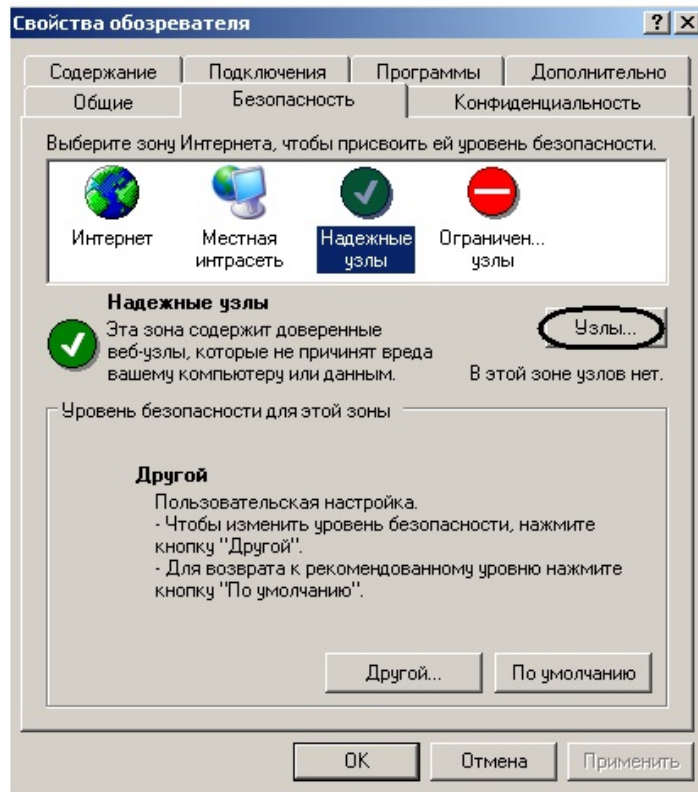 Свойства обозревателя
Содержание Подключения Программы Дополнительно
Общие Безопасность Конфиденциальность
Выберите зону Интернета, чтобы присвоить ей уровень безопасности.
Интернет Местная Надежные Ограничен...
интрасеть узлы узлы
Надежные узлы
Эта зона содержит доверенные
веб-узлы, которые не причинят вреда
вашему компьютеру или данным.
Узлы...
В этой зоне узлов нет.
Уровень безопасности для этой зоны
Другой
Пользовательская настройка.
- Чтобы изменить уровень безопасности, нажмите
кнопку "Другой".
- Для возврата к рекомендованному уровню нажмите
кнопку "По умолчанию".
Другой... По умолчанию
OK Отмена Применить